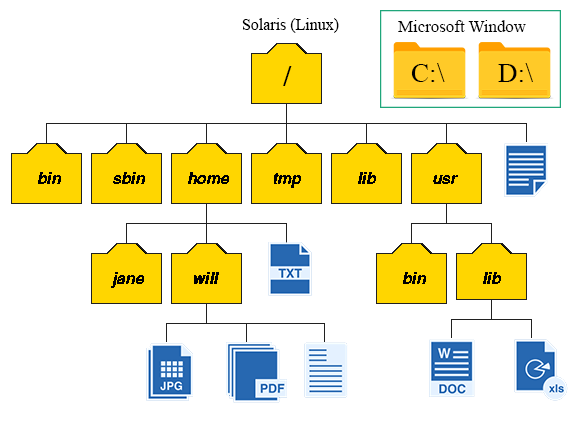 Solaris (Linux)
Microsoft Window
/
C:\
D:\
bin
sbin
home
tmp
lib
usr
jane
will
TXT
bin
lib
JPG
PDF
W
DOC
xls